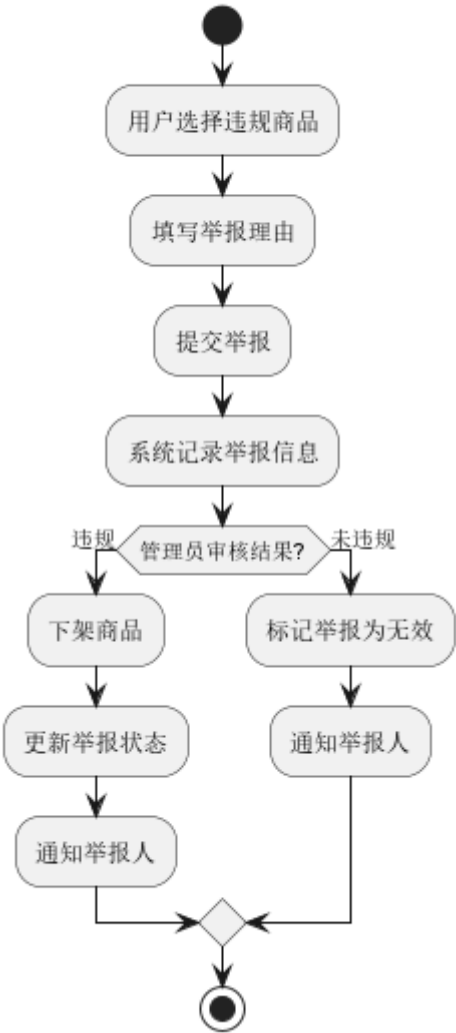 用户选择违规商品
填写举报理由
提交举报
系统记录举报信息
违规
管理员审核结果?
未违规
下架商品
标记举报为无效
更新举报状态
通知举报人
通知举报人